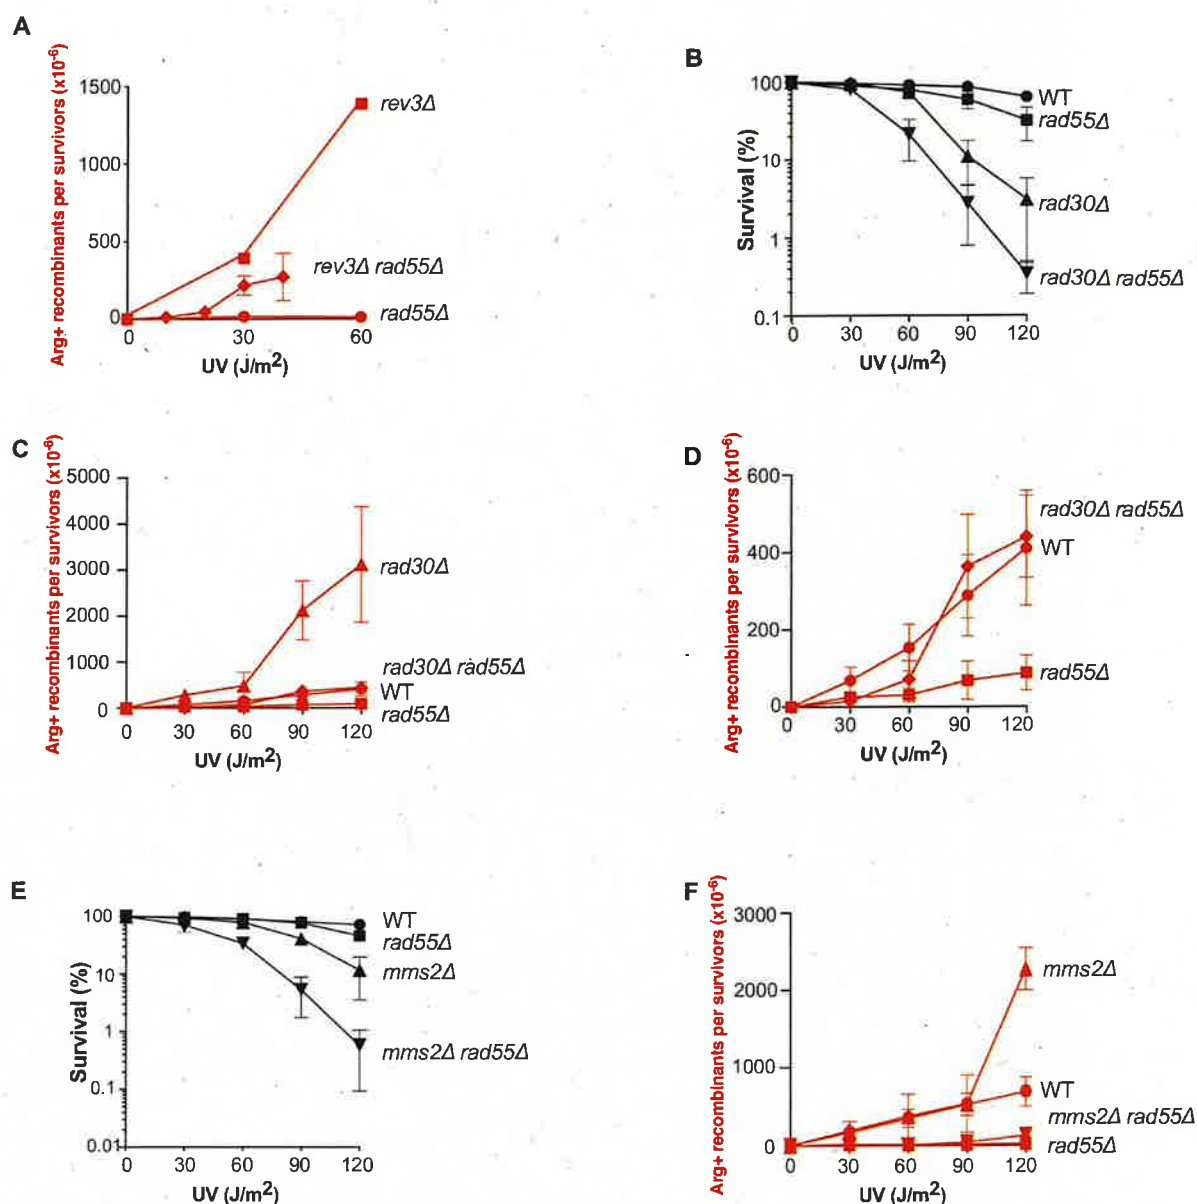 A
Arg+ recombinants per survivors (x10-6)
1500
1000
500
0
0
30
60
UV (J/m2)
rev3Δ
rev3Δ rad55Δ
rad55Δ
B
Survival (%)
100
10
1
0.1
0
30
60
90
120
UV (J/m2)
WT
rad55Δ
rad30Δ
rad30Δ rad55Δ
C
Arg+ recombinants per survivors (x10-6)
5000
4000
3000
2000
1000
0
0
30
60
90
120
UV (J/m2)
rad30Δ
rad30Δ rad55Δ
WT
rad55Δ
D
Arg+ recombinants per survivors (x10-6)
600
400
200
0
0
30
60
90
120
UV (J/m2)
rad30Δ rad55Δ
WT
rad55Δ
E
Survival (%)
100
10
1
0.1
0.01
0
30
60
90
120
UV (J/m2)
WT
rad55Δ
mms2Δ
mms2Δ rad55Δ
F
Arg+ recombinants per survivors (x10-6)
3000
2000
1000
0
0
30
60
90
120
UV (J/m2)
mms2Δ
WT
mms2Δ rad55Δ
rad55Δ